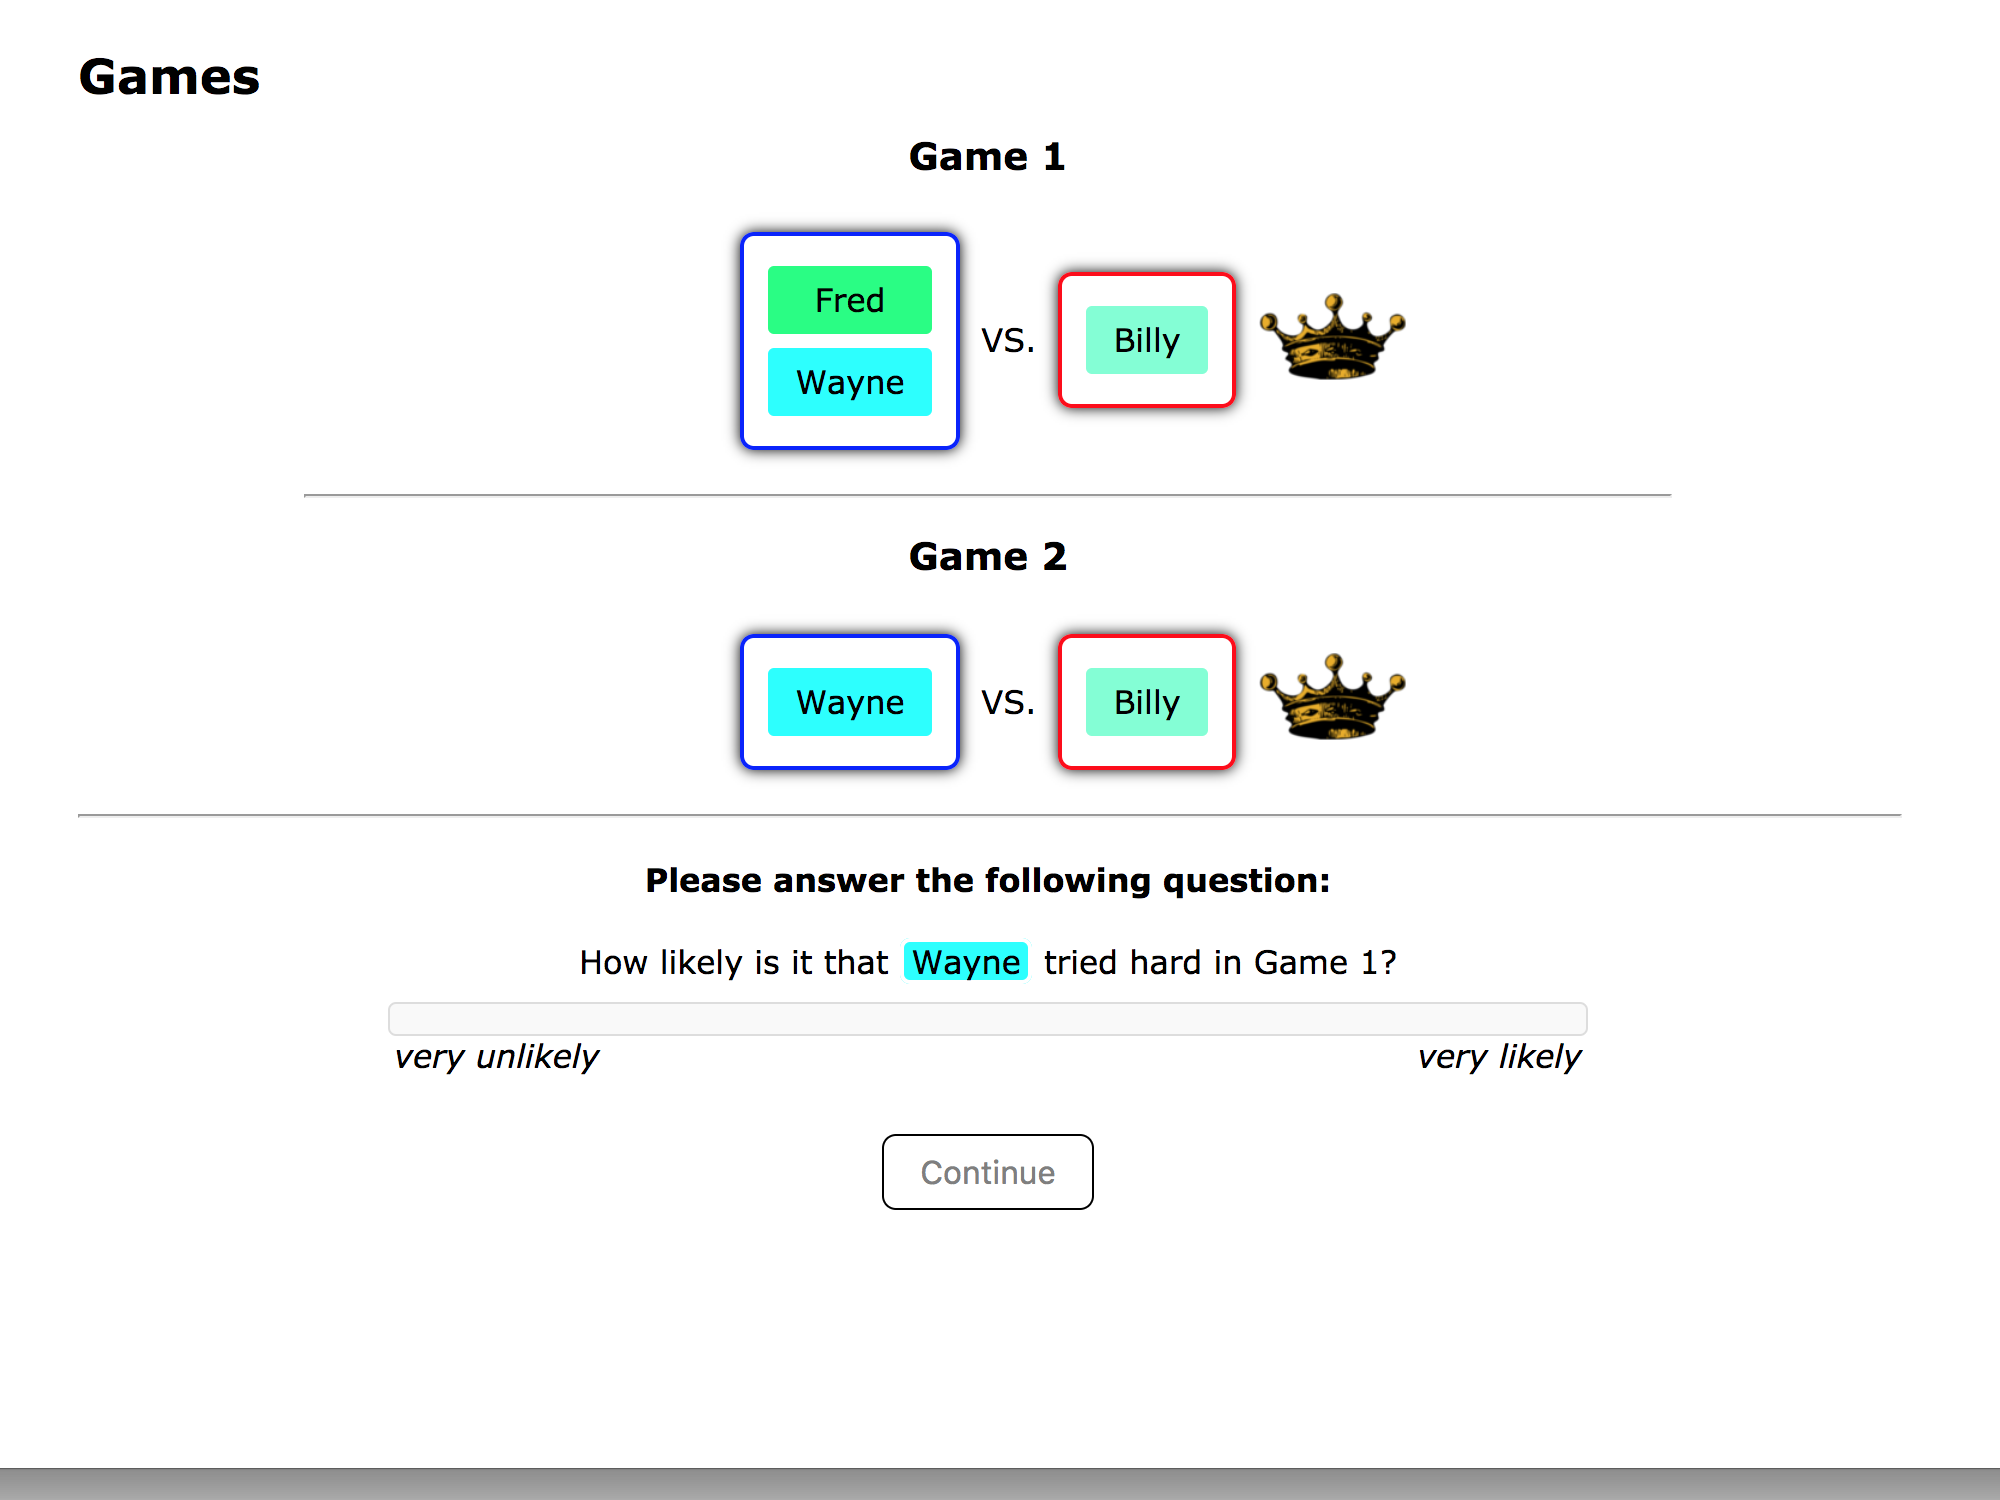 Games
Game 1
Fred
Wayne
VS.
Billy
Game 2
Wayne
VS.
Billy
Please answer the following question:
How likely is it that Wayne tried hard in Game 1?
very unlikely
very likely
Continue